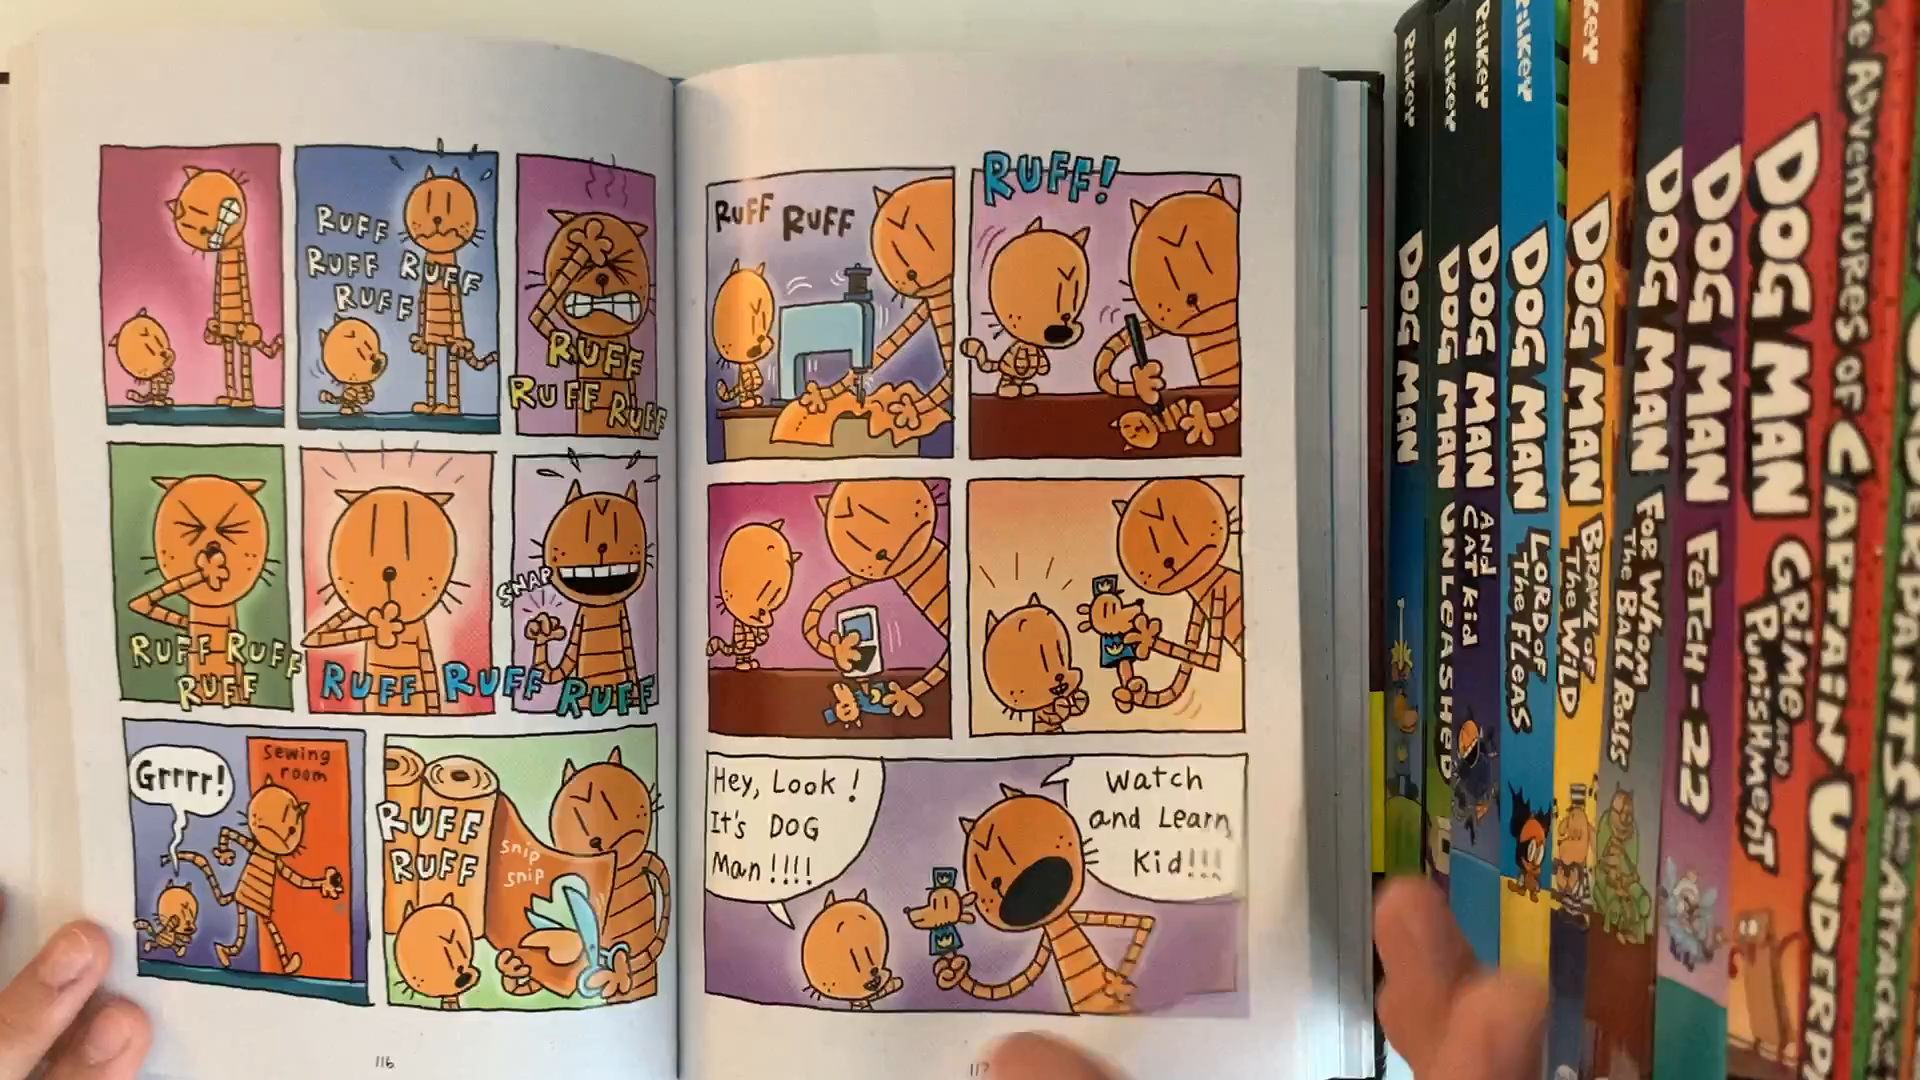 RUFF
RUFF RUFF
RUFF
RUFF
RUFF RUFF
RUFF RUFF
RUFF
RUFF RUFF RUFF
SNAP
Grrrr!
Sewing
room
RUFF
RUFF
snip
snip
116
RUFF RUFF
RUFF!
Hey, Look!
It's DOG
Man!!!!
Watch
and Learn,
Kid!!!
117
PILKEY
DOG MAN
PILKEY
DOG MAN UNLEASHED
PILKEY
DOG MAN AND CAT KID
PILKEY
DOG MAN LORD OF The FLEAS
DOG MAN BRAWL OF The WILD
DOG MAN FOR WHOM The BALL ROLLS
DOG MAN FETCH-22
DOG MAN GRIME AND PUNISHMENT
ADVENTURES OF CAPTAIN UNDERP